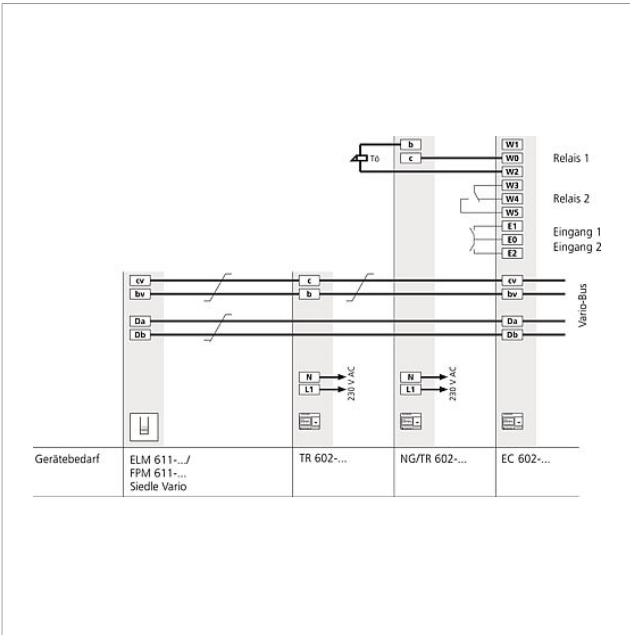 b W1
Tö c W0 Relais 1
W2
W3
W4 Relais 2
W5
E1 Eingang 1
E0 Eingang 2
E2
cv c cv
bv b bv
Vario-Bus
Da Da
Db Db
N N
L1 L1
230 V AC 230 V AC
Gerätebedarf ELM 611-.../ TR 602-... NG/TR 602-... EC 602-...
FPM 611-...
Siedle Vario